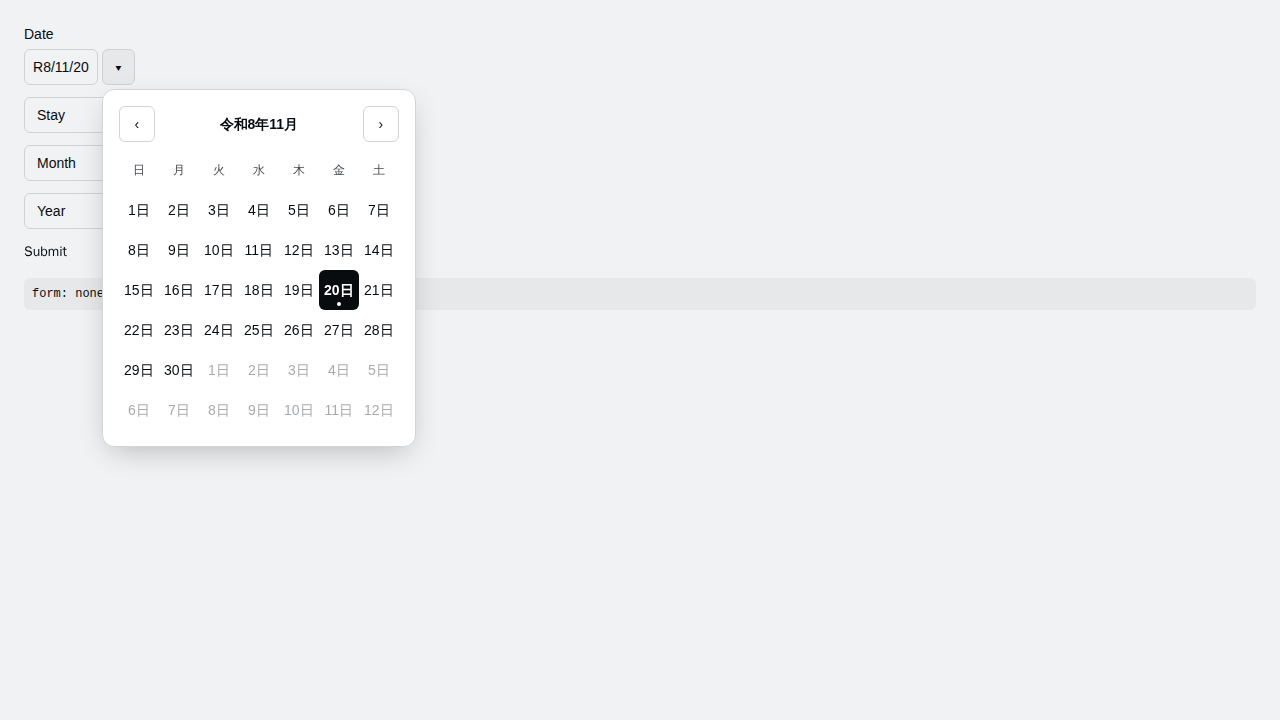 Date
R8/11/20 ▾
Stay
Month
Year
Submit
form: none
‹ 令和8年11月 ›
日 月 火 水 木 金 土
1日 2日 3日 4日 5日 6日 7日
8日 9日 10日 11日 12日 13日 14日
15日 16日 17日 18日 19日 20日 21日
22日 23日 24日 25日 26日 27日 28日
29日 30日 1日 2日 3日 4日 5日
6日 7日 8日 9日 10日 11日 12日